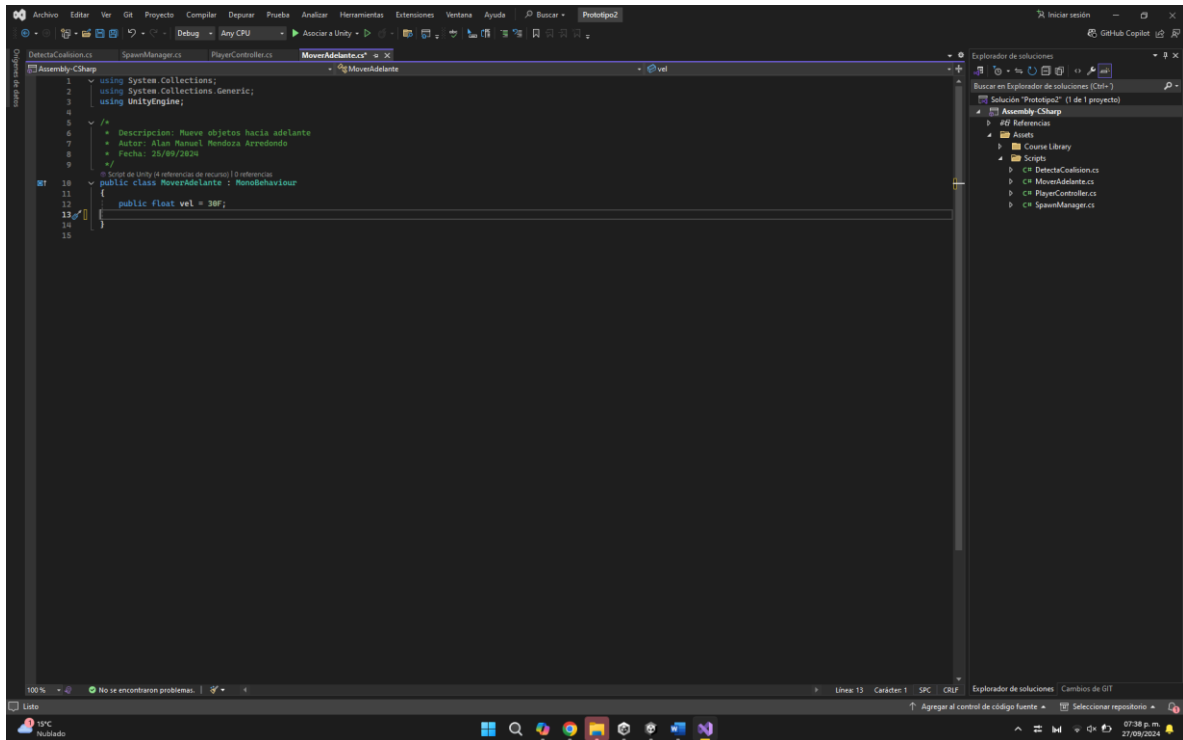 Archivo Editar Ver Git Proyecto Compilar Depurar Prueba Analizar Herramientas Extensiones Ventana Ayuda Buscar Prototipo2 Iniciar sesión
Debug Any CPU Asociar a Unity GitHub Copilot
Orígenes de datos
DetectaCoalision.cs SpawnManager.cs PlayerController.cs MoverAdelante.cs*
Assembly-CSharp MoverAdelante vel
1 using System.Collections;
2 using System.Collections.Generic;
3 using UnityEngine;
4
5 /*
6 * Descripcion: Mueve objetos hacia adelante
7 * Autor: Alan Manuel Mendoza Arredondo
8 * Fecha: 25/09/2024
9 */
Script de Unity (4 referencias de recurso) | 0 referencias
10 public class MoverAdelante : MonoBehaviour
11 {
12 public float vel = 30F;
13
14 }
15
Explorador de soluciones
Buscar en Explorador de soluciones (Ctrl+´)
Solución "Prototipo2" (1 de 1 proyecto)
Assembly-CSharp
Referencias
Assets
Course Library
Scripts
C# DetectaCoalision.cs
C# MoverAdelante.cs
C# PlayerController.cs
C# SpawnManager.cs
100 % No se encontraron problemas. Línea: 13 Carácter: 1 SPC CRLF
Explorador de soluciones Cambios de GIT
Listo Agregar al control de código fuente Seleccionar repositorio
15°C
Nublado
07:38 p. m.
27/09/2024